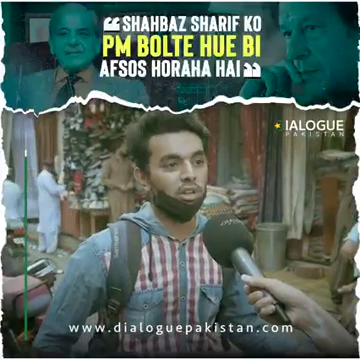 "SHAHBAZ SHARIF KO
PM BOLTE HUE BI
AFSOS HORAHA HAI"
IALOGUE
PAKISTAN
www.dialoguepakistan.com